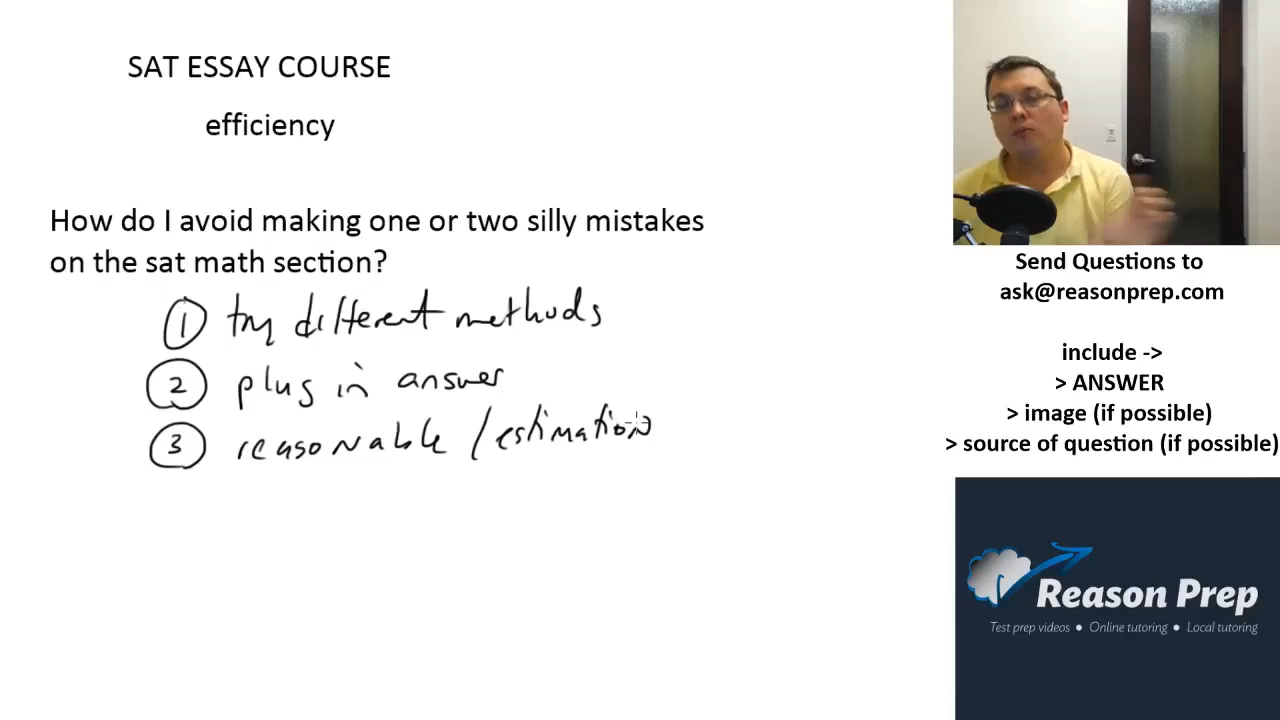 SAT ESSAY COURSE
efficiency
How do I avoid making one or two silly mistakes
on the sat math section?
1 try different methods
2 plug in answer
3 reasonable / estimation
Send Questions to
ask@reasonprep.com
include ->
> ANSWER
> image (if possible)
> source of question (if possible)
Reason Prep
Test prep videos ● Online tutoring ● Local tutoring